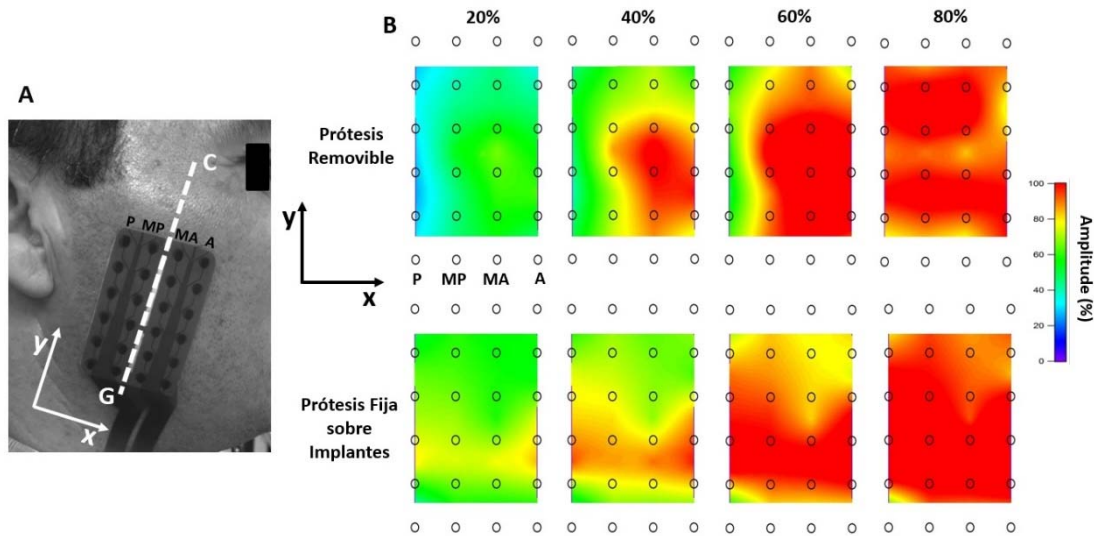 A
C
P MP MA A
y
x
G
B
20% 40% 60% 80%
Prótesis
Removible
y
x
P MP MA A
Prótesis Fija
sobre
Implantes
100
80
60
40
20
0
Amplitude (%)